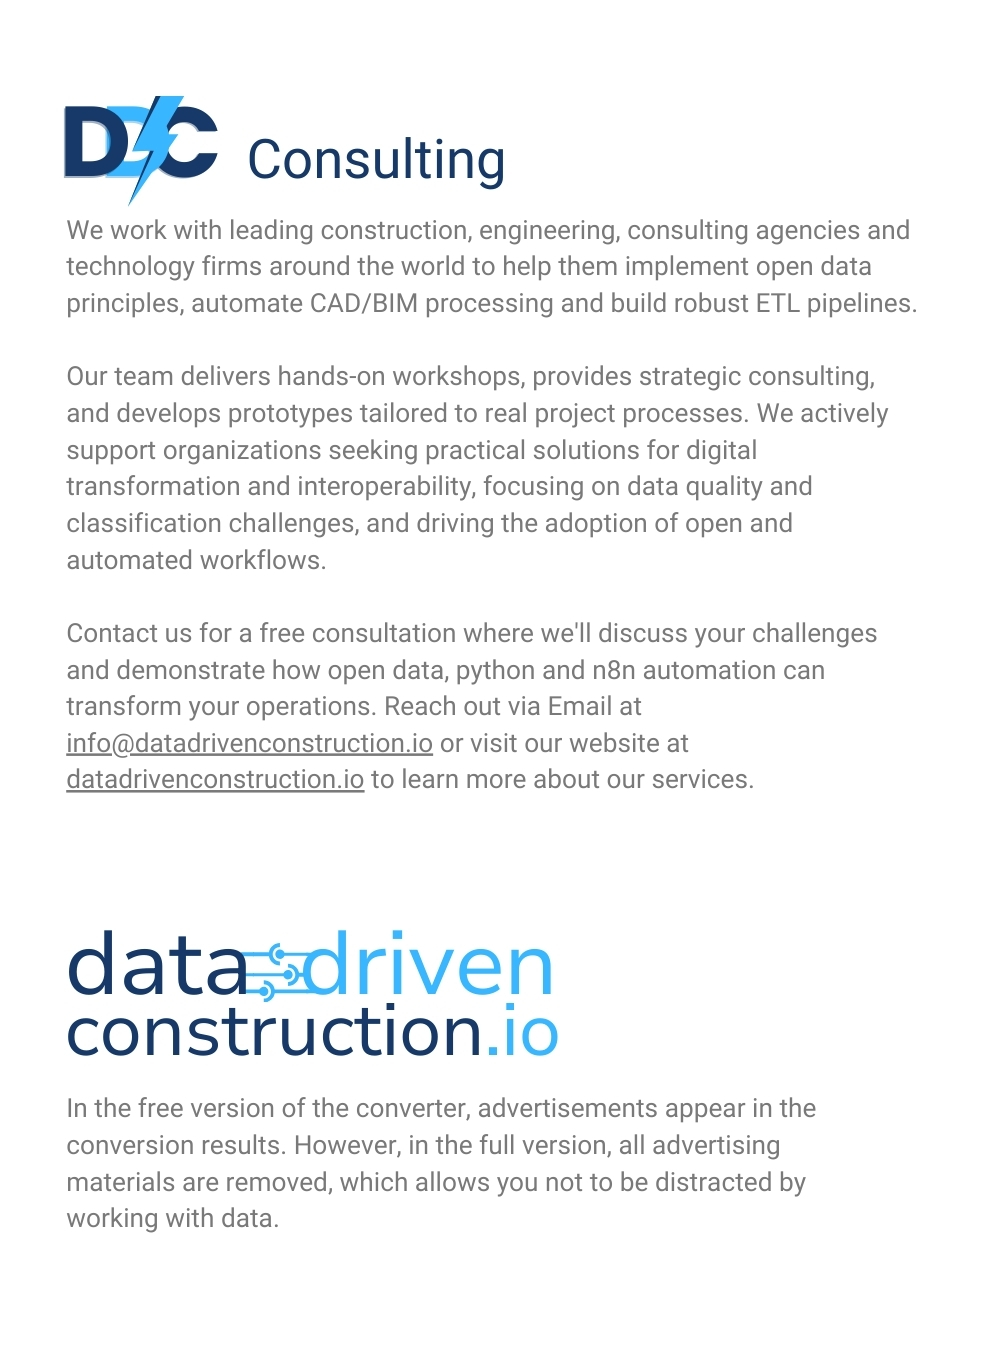 DDC Consulting
We work with leading construction, engineering, consulting agencies and
technology firms around the world to help them implement open data
principles, automate CAD/BIM processing and build robust ETL pipelines.
Our team delivers hands-on workshops, provides strategic consulting,
and develops prototypes tailored to real project processes. We actively
support organizations seeking practical solutions for digital
transformation and interoperability, focusing on data quality and
classification challenges, and driving the adoption of open and
automated workflows.
Contact us for a free consultation where we'll discuss your challenges
and demonstrate how open data, python and n8n automation can
transform your operations. Reach out via Email at
info@datadrivenconstruction.io or visit our website at
datadrivenconstruction.io to learn more about our services.
data driven
construction.io
In the free version of the converter, advertisements appear in the
conversion results. However, in the full version, all advertising
materials are removed, which allows you not to be distracted by
working with data.